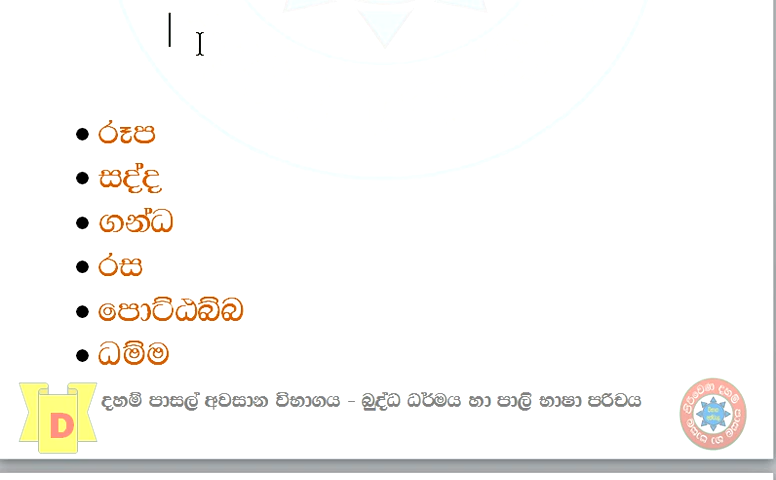 රූප
සද්ද
ගන්ධ
රස
පොට්ඨබ්බ
ධම්ම
දහම් පාසල් අවසාන විභාගය - බුද්ධ ධර්මය හා පාලි භාෂා පරිචය
D